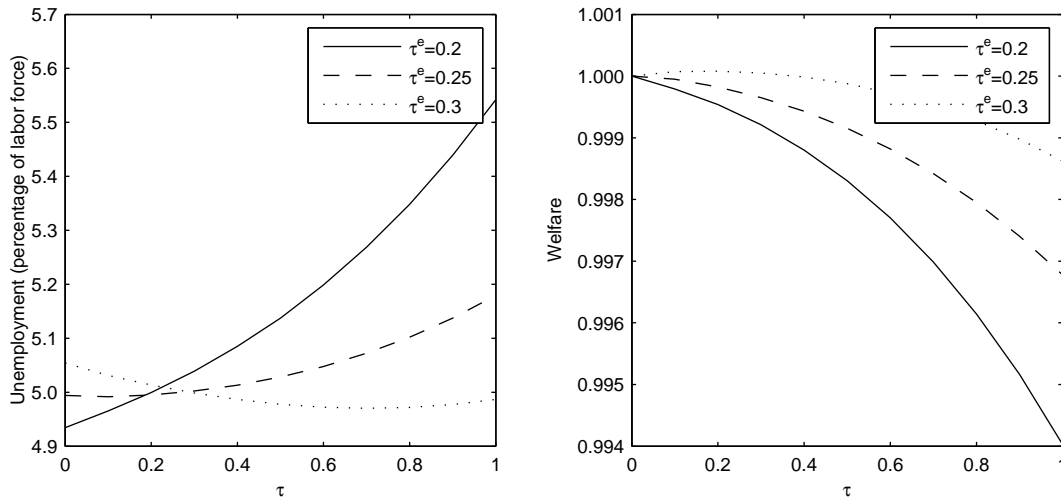 5.7
5.6
5.5
5.4
5.3
5.2
5.1
5.0
4.9
0
0.2
0.4
0.6
0.8
1
τ
Unemployment (percentage of labor force)
τᵉ=0.2
τᵉ=0.25
τᵉ=0.3
1.001
1.000
0.999
0.998
0.997
0.996
0.995
0.994
0
0.2
0.4
0.6
0.8
1
τ
Welfare
τᵉ=0.2
τᵉ=0.25
τᵉ=0.3